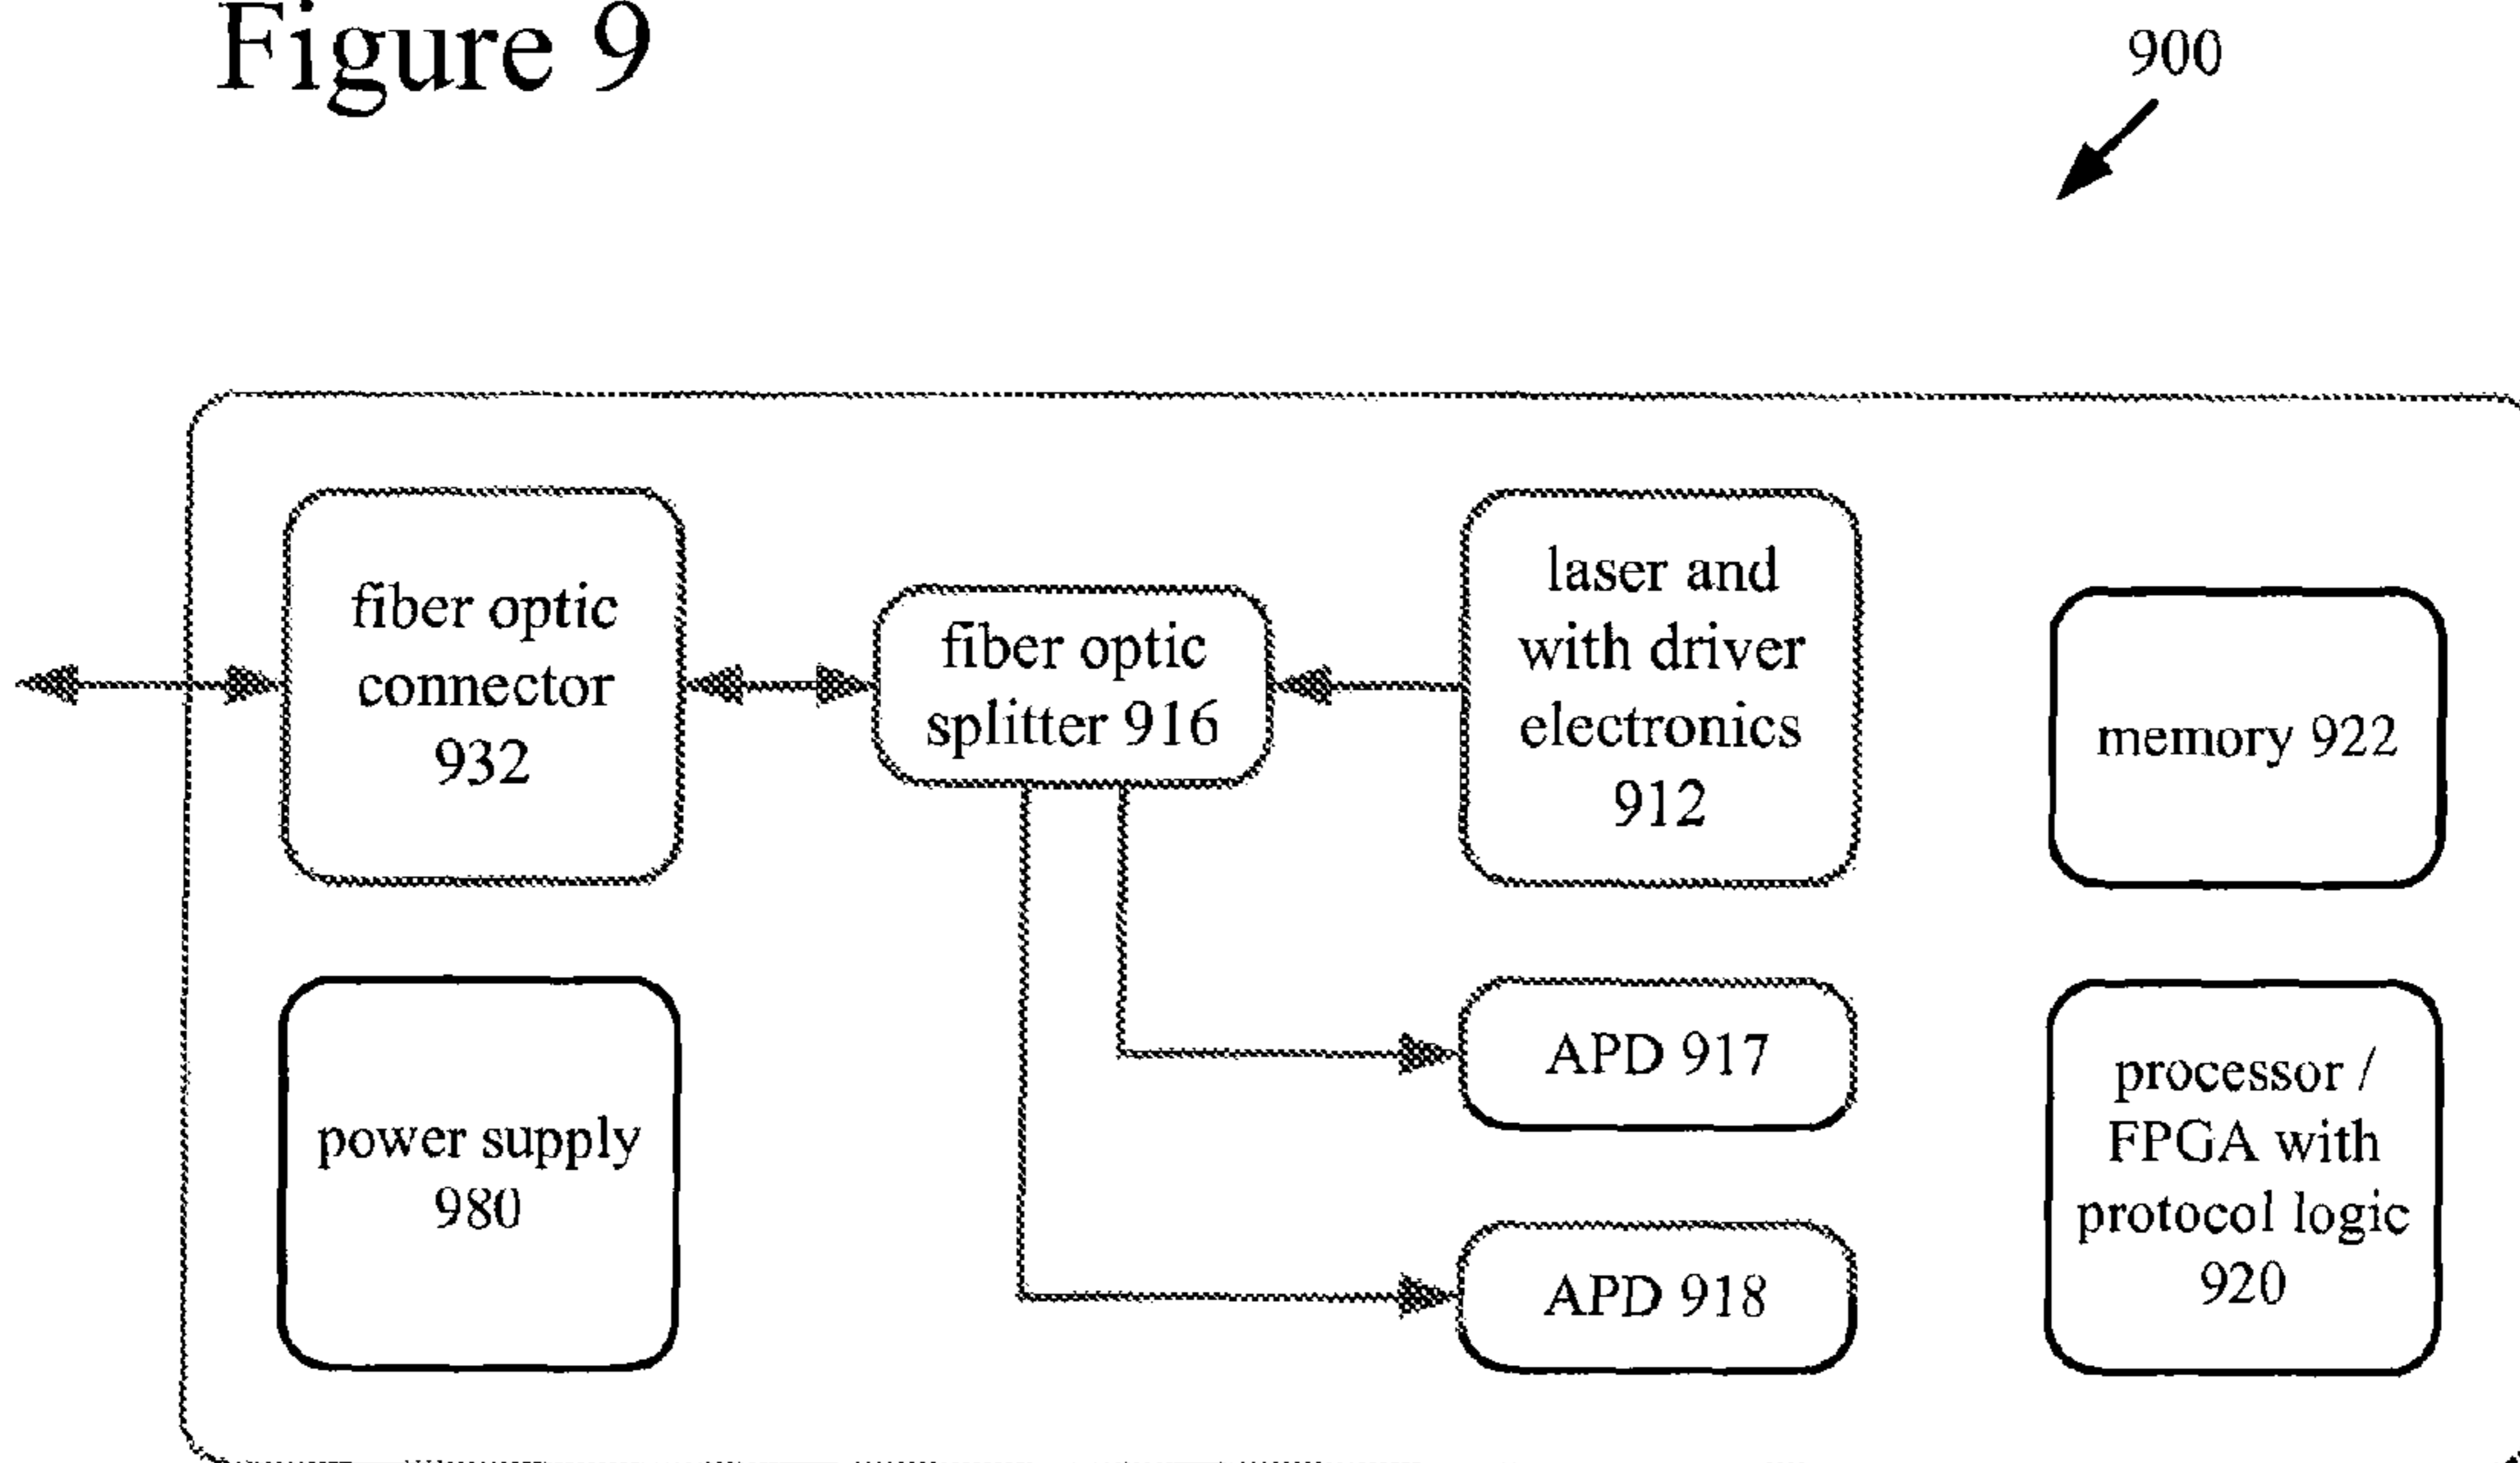 Figure 9
900
fiber optic
connector
932
fiber optic
splitter 916
laser and
with driver
electronics
912
memory 922
power supply
980
APD 917
APD 918
processor /
FPGA with
protocol logic
920